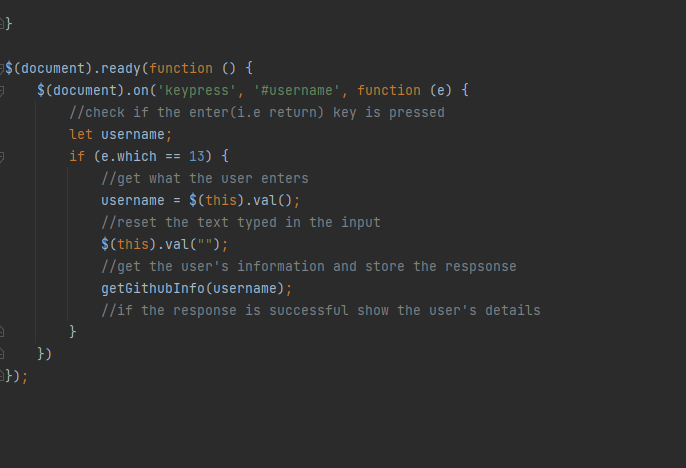 }
$(document).ready(function () {
$(document).on('keypress', '#username', function (e) {
//check if the enter(i.e return) key is pressed
let username;
if (e.which == 13) {
//get what the user enters
username = $(this).val();
//reset the text typed in the input
$(this).val("");
//get the user's information and store the respsonse
getGithubInfo(username);
//if the response is successful show the user's details
}
})
});